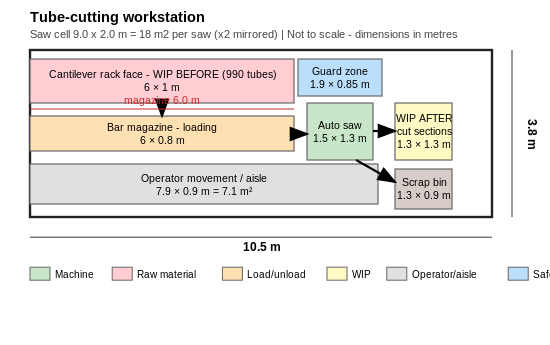 Tube-cutting workstation
Saw cell 9.0 x 2.0 m = 18 m2 per saw (x2 mirrored) | Not to scale - dimensions in metres
Cantilever rack face - WIP BEFORE (990 tubes)
6 × 1 m
magazine 6.0 m
Guard zone
1.9 × 0.85 m
Bar magazine - loading
6 × 0.8 m
Auto saw
1.5 × 1.3 m
WIP AFTER
cut sections
1.3 × 1.3 m
Operator movement / aisle
7.9 × 0.9 m = 7.1 m²
Scrap bin
1.3 × 0.9 m
3.8 m
10.5 m
Machine
Raw material
Load/unload
WIP
Operator/aisle
Safe